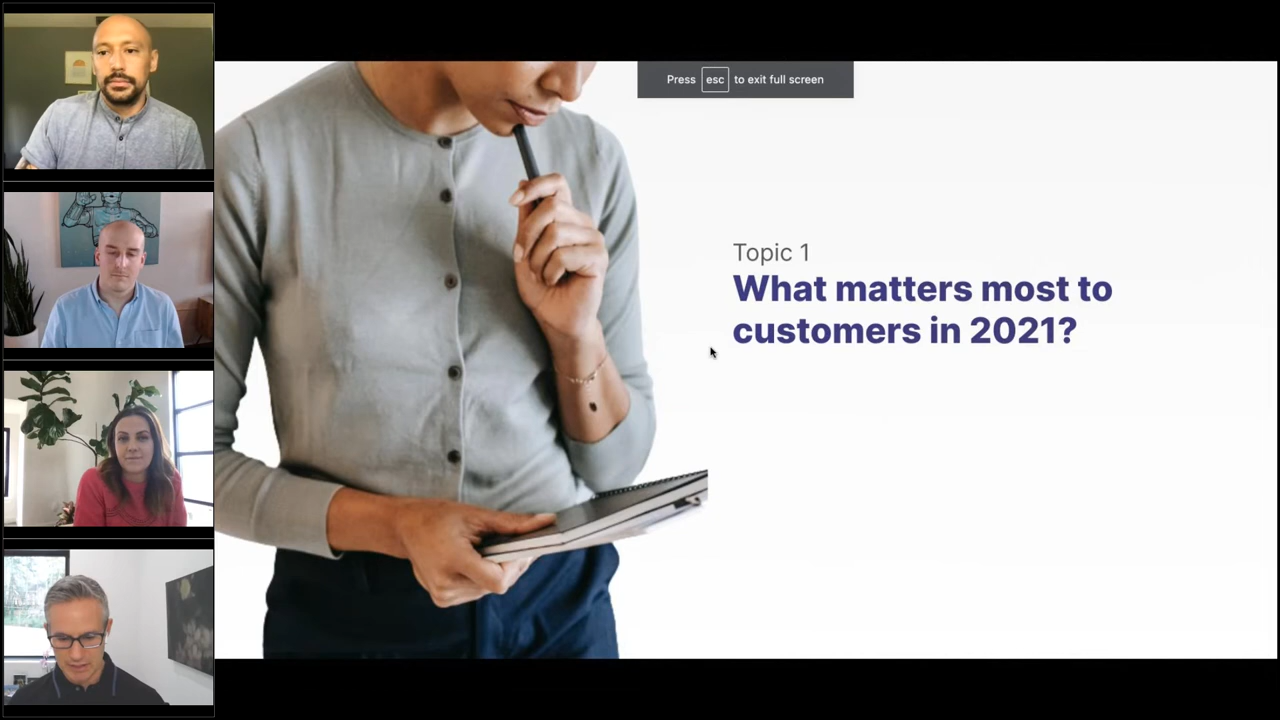 Press esc to exit full screen
Topic 1
What matters most to
customers in 2021?